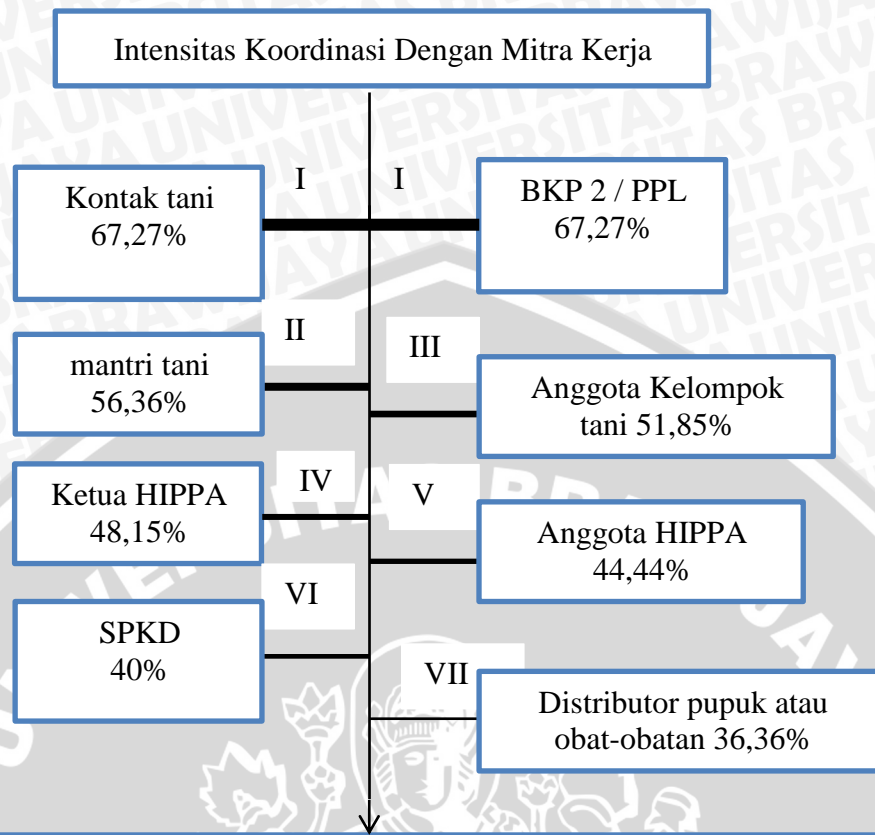 Intensitas Koordinasi Dengan Mitra Kerja
I
I
Kontak tani
67,27%
BKP 2 / PPL
67,27%
II
III
mantri tani
56,36%
Anggota Kelompok
tani 51,85%
IV
V
Ketua HIPPA
48,15%
Anggota HIPPA
44,44%
VI
SPKD
40%
VII
Distributor pupuk atau
obat-obatan 36,36%